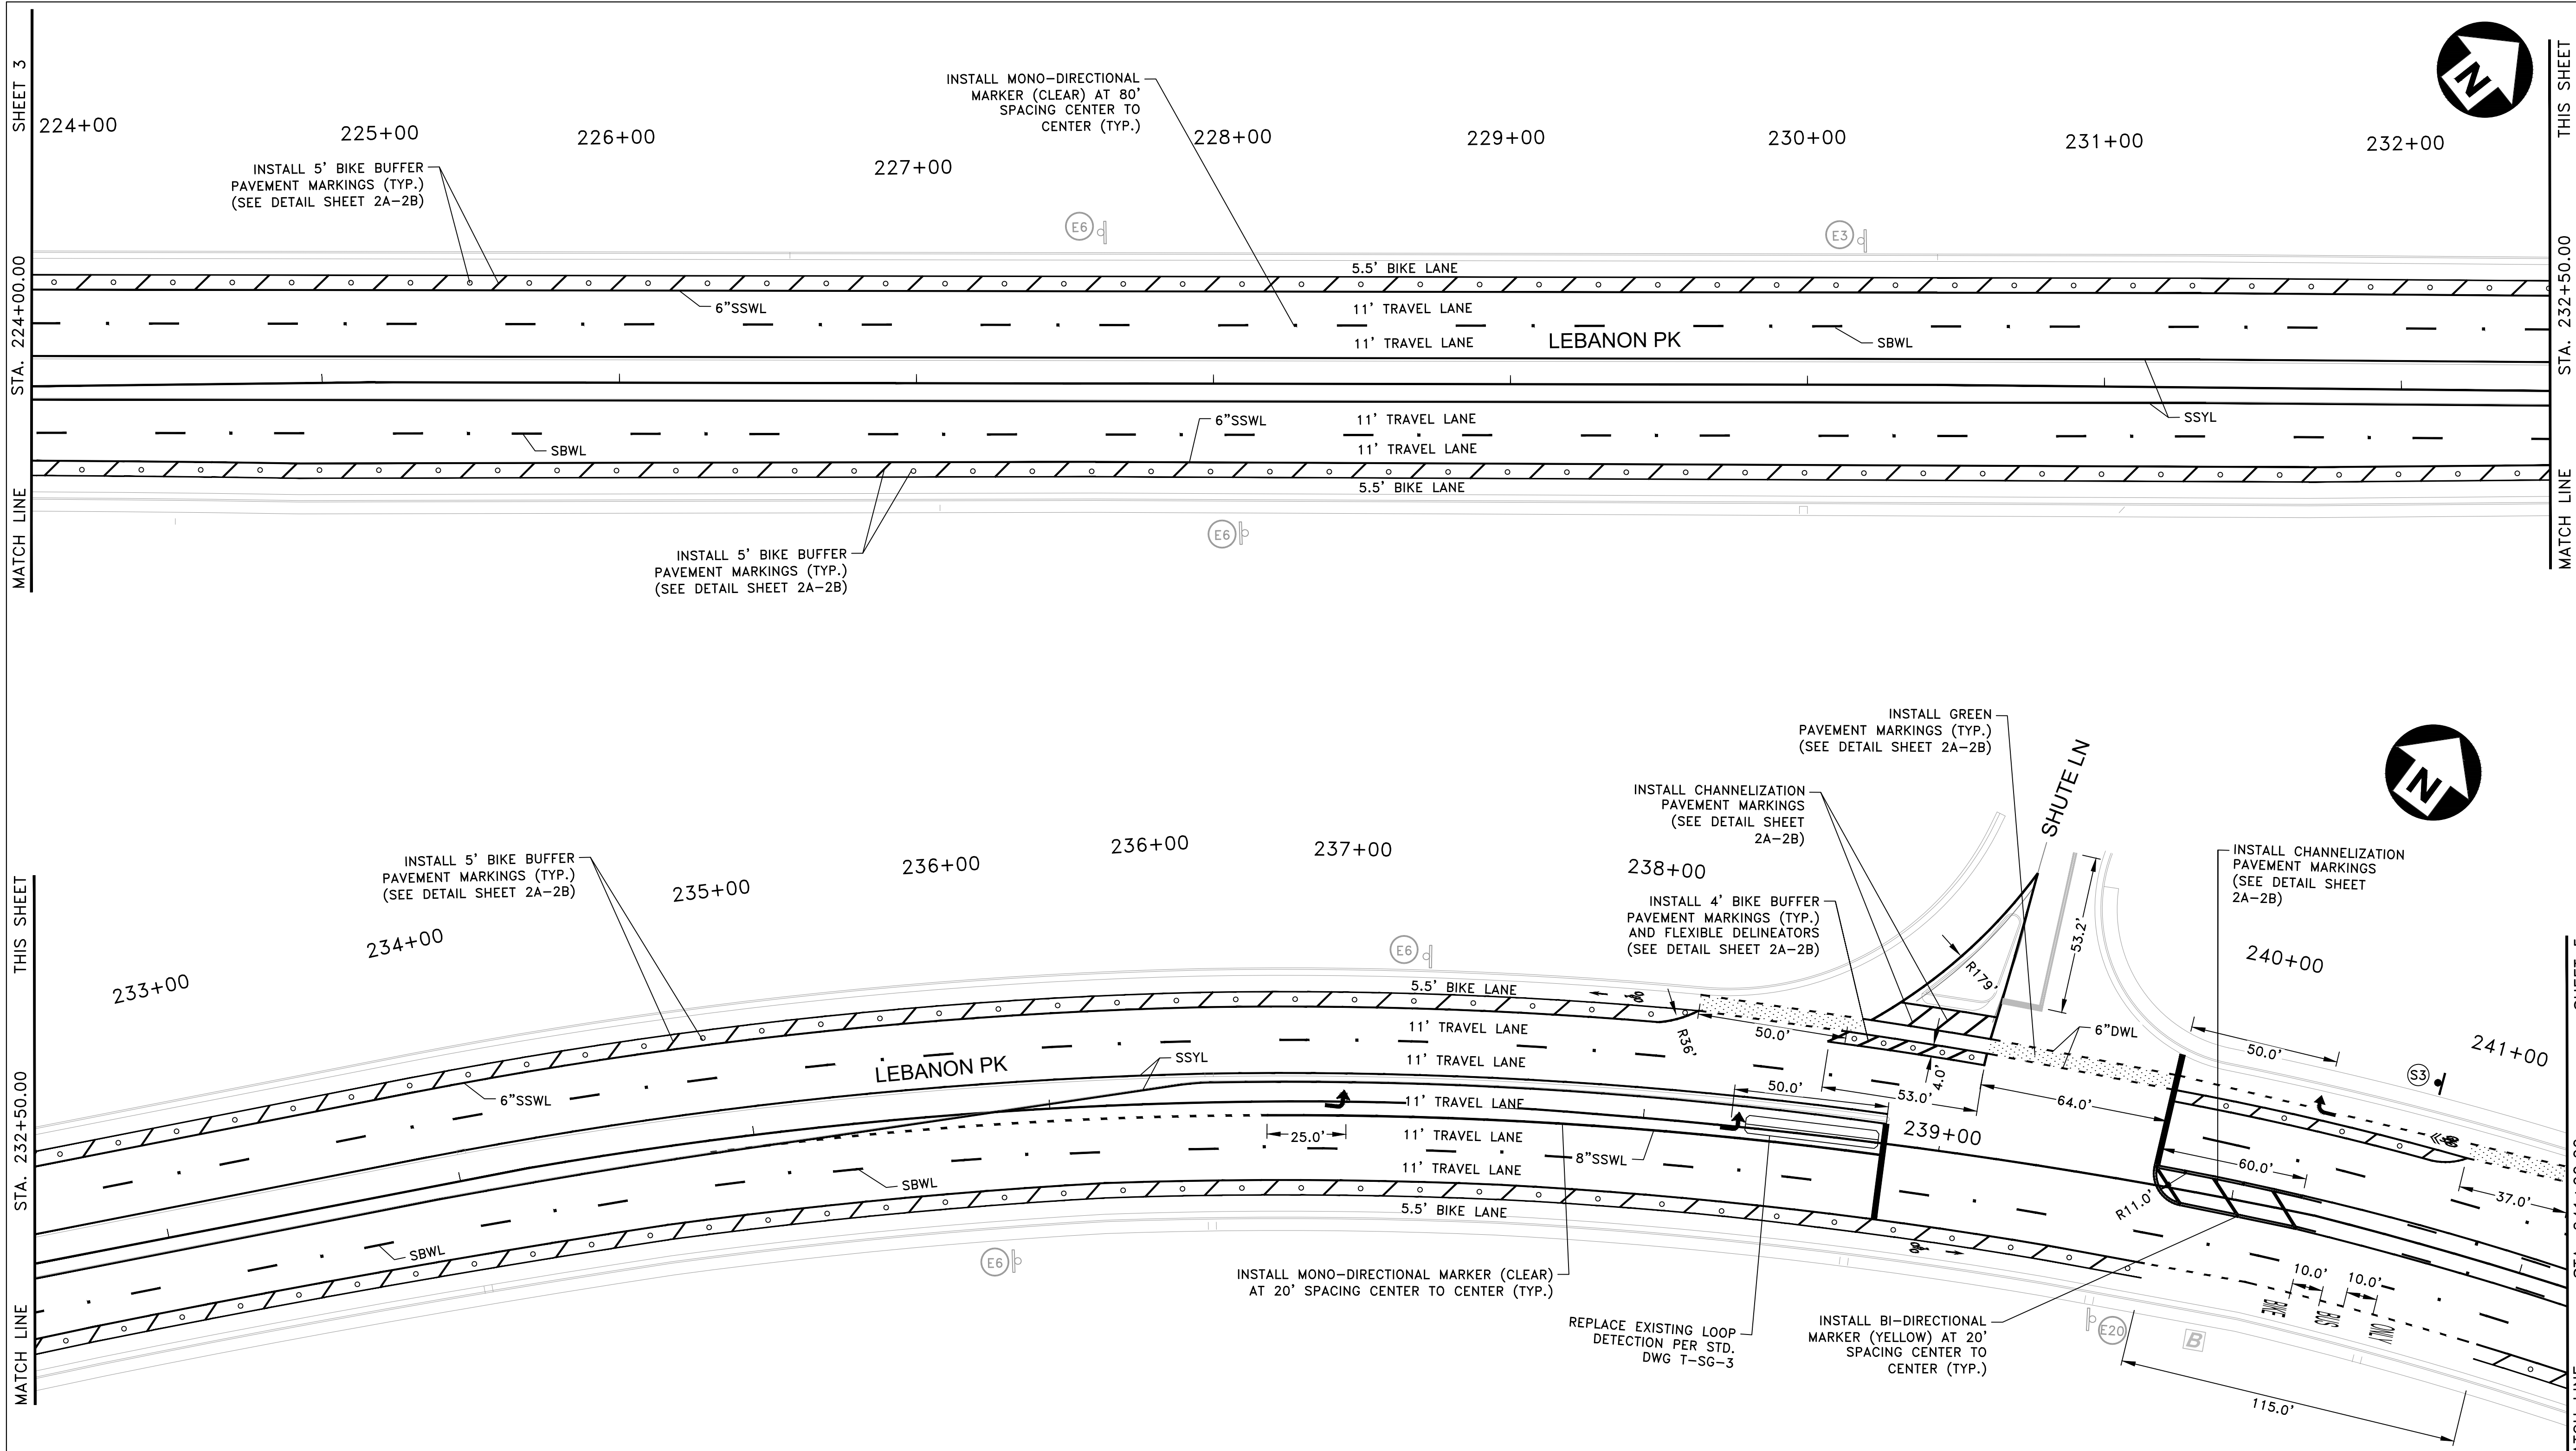 SHEET 3
STA. 224+00.00
MATCH LINE
224+00
225+00
226+00
227+00
228+00
229+00
230+00
231+00
232+00
N
THIS SHEET
STA. 232+50.00
MATCH LINE
INSTALL MONO-DIRECTIONAL
MARKER (CLEAR) AT 80'
SPACING CENTER TO
CENTER (TYP.)
INSTALL 5' BIKE BUFFER
PAVEMENT MARKINGS (TYP.)
(SEE DETAIL SHEET 2A-2B)
E6
E3
5.5' BIKE LANE
6"SSWL
11' TRAVEL LANE
11' TRAVEL LANE
LEBANON PK
SBWL
6"SSWL
11' TRAVEL LANE
SSYL
SBWL
11' TRAVEL LANE
5.5' BIKE LANE
E6
INSTALL 5' BIKE BUFFER
PAVEMENT MARKINGS (TYP.)
(SEE DETAIL SHEET 2A-2B)
THIS SHEET
STA. 232+50.00
MATCH LINE
233+00
234+00
235+00
236+00
236+00
237+00
238+00
239+00
240+00
241+00
N
INSTALL GREEN
PAVEMENT MARKINGS (TYP.)
(SEE DETAIL SHEET 2A-2B)
SHUTE LN
INSTALL CHANNELIZATION
PAVEMENT MARKINGS
(SEE DETAIL SHEET
2A-2B)
INSTALL CHANNELIZATION
PAVEMENT MARKINGS
(SEE DETAIL SHEET
2A-2B)
INSTALL 5' BIKE BUFFER
PAVEMENT MARKINGS (TYP.)
(SEE DETAIL SHEET 2A-2B)
INSTALL 4' BIKE BUFFER
PAVEMENT MARKINGS (TYP.)
AND FLEXIBLE DELINEATORS
(SEE DETAIL SHEET 2A-2B)
E6
53.2'
R179'
5.5' BIKE LANE
11' TRAVEL LANE
R36'
50.0'
6"DWL
50.0'
S3
LEBANON PK
SSYL
11' TRAVEL LANE
4.0'
6"SSWL
50.0'
53.0'
64.0'
11' TRAVEL LANE
25.0'
11' TRAVEL LANE
8"SSWL
60.0'
37.0'
SBWL
11' TRAVEL LANE
R11.0'
5.5' BIKE LANE
SBWL
E6
INSTALL MONO-DIRECTIONAL MARKER (CLEAR)
AT 20' SPACING CENTER TO CENTER (TYP.)
10.0'
10.0'
BIKE
BUS
ONLY
REPLACE EXISTING LOOP
DETECTION PER STD.
DWG T-SG-3
INSTALL BI-DIRECTIONAL
MARKER (YELLOW) AT 20'
SPACING CENTER TO
CENTER (TYP.)
E20
B
115.0'